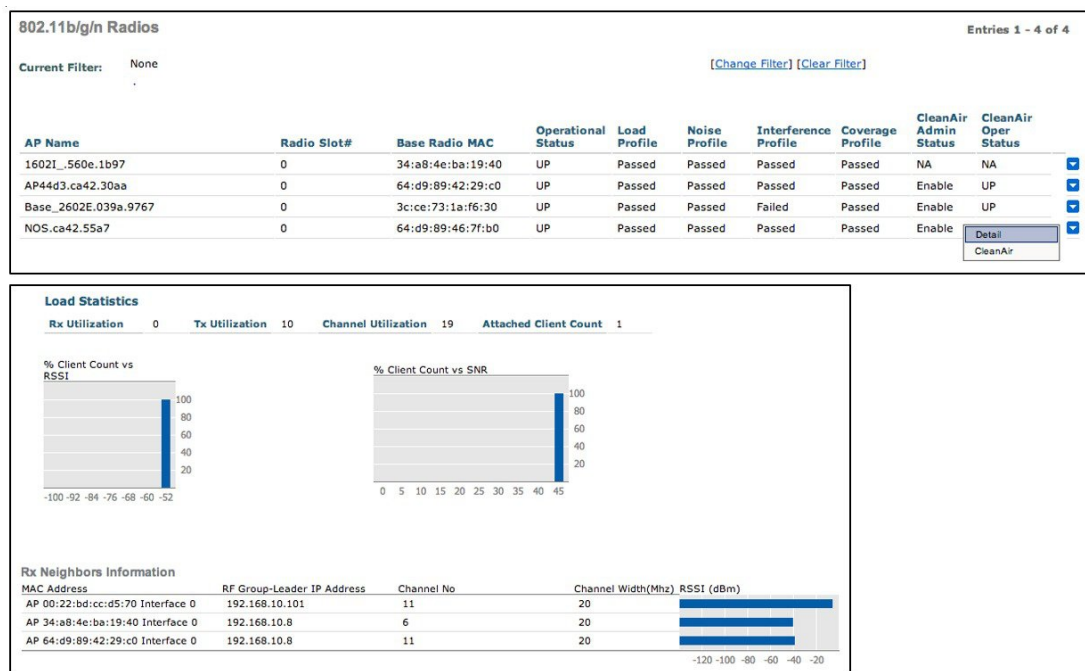 802.11b/g/n Radios
Entries 1 - 4 of 4
Current Filter: None
[Change Filter] [Clear Filter]
AP Name Radio Slot# Base Radio MAC Operational Status Load Profile Noise Profile Interference Profile Coverage Profile CleanAir Admin Status CleanAir Oper Status
1602I_.560e.1b97 0 34:a8:4e:ba:19:40 UP Passed Passed Passed Passed NA NA
AP44d3.ca42.30aa 0 64:d9:89:42:29:c0 UP Passed Passed Passed Passed Enable UP
Base_2602E.039a.9767 0 3c:ce:73:1a:f6:30 UP Passed Passed Failed Passed Enable UP
NOS.ca42.55a7 0 64:d9:89:46:7f:b0 UP Passed Passed Passed Passed Enable
Detail
CleanAir
Load Statistics
Rx Utilization 0 Tx Utilization 10 Channel Utilization 19 Attached Client Count 1
% Client Count vs
RSSI
100
80
60
40
20
-100 -92 -84 -76 -68 -60 -52
% Client Count vs SNR
100
80
60
40
20
0 5 10 15 20 25 30 35 40 45
Rx Neighbors Information
MAC Address RF Group-Leader IP Address Channel No Channel Width(Mhz) RSSI (dBm)
AP 00:22:bd:cc:d5:70 Interface 0 192.168.10.101 11 20
AP 34:a8:4e:ba:19:40 Interface 0 192.168.10.8 6 20
AP 64:d9:89:42:29:c0 Interface 0 192.168.10.8 11 20
-120 -100 -80 -60 -40 -20